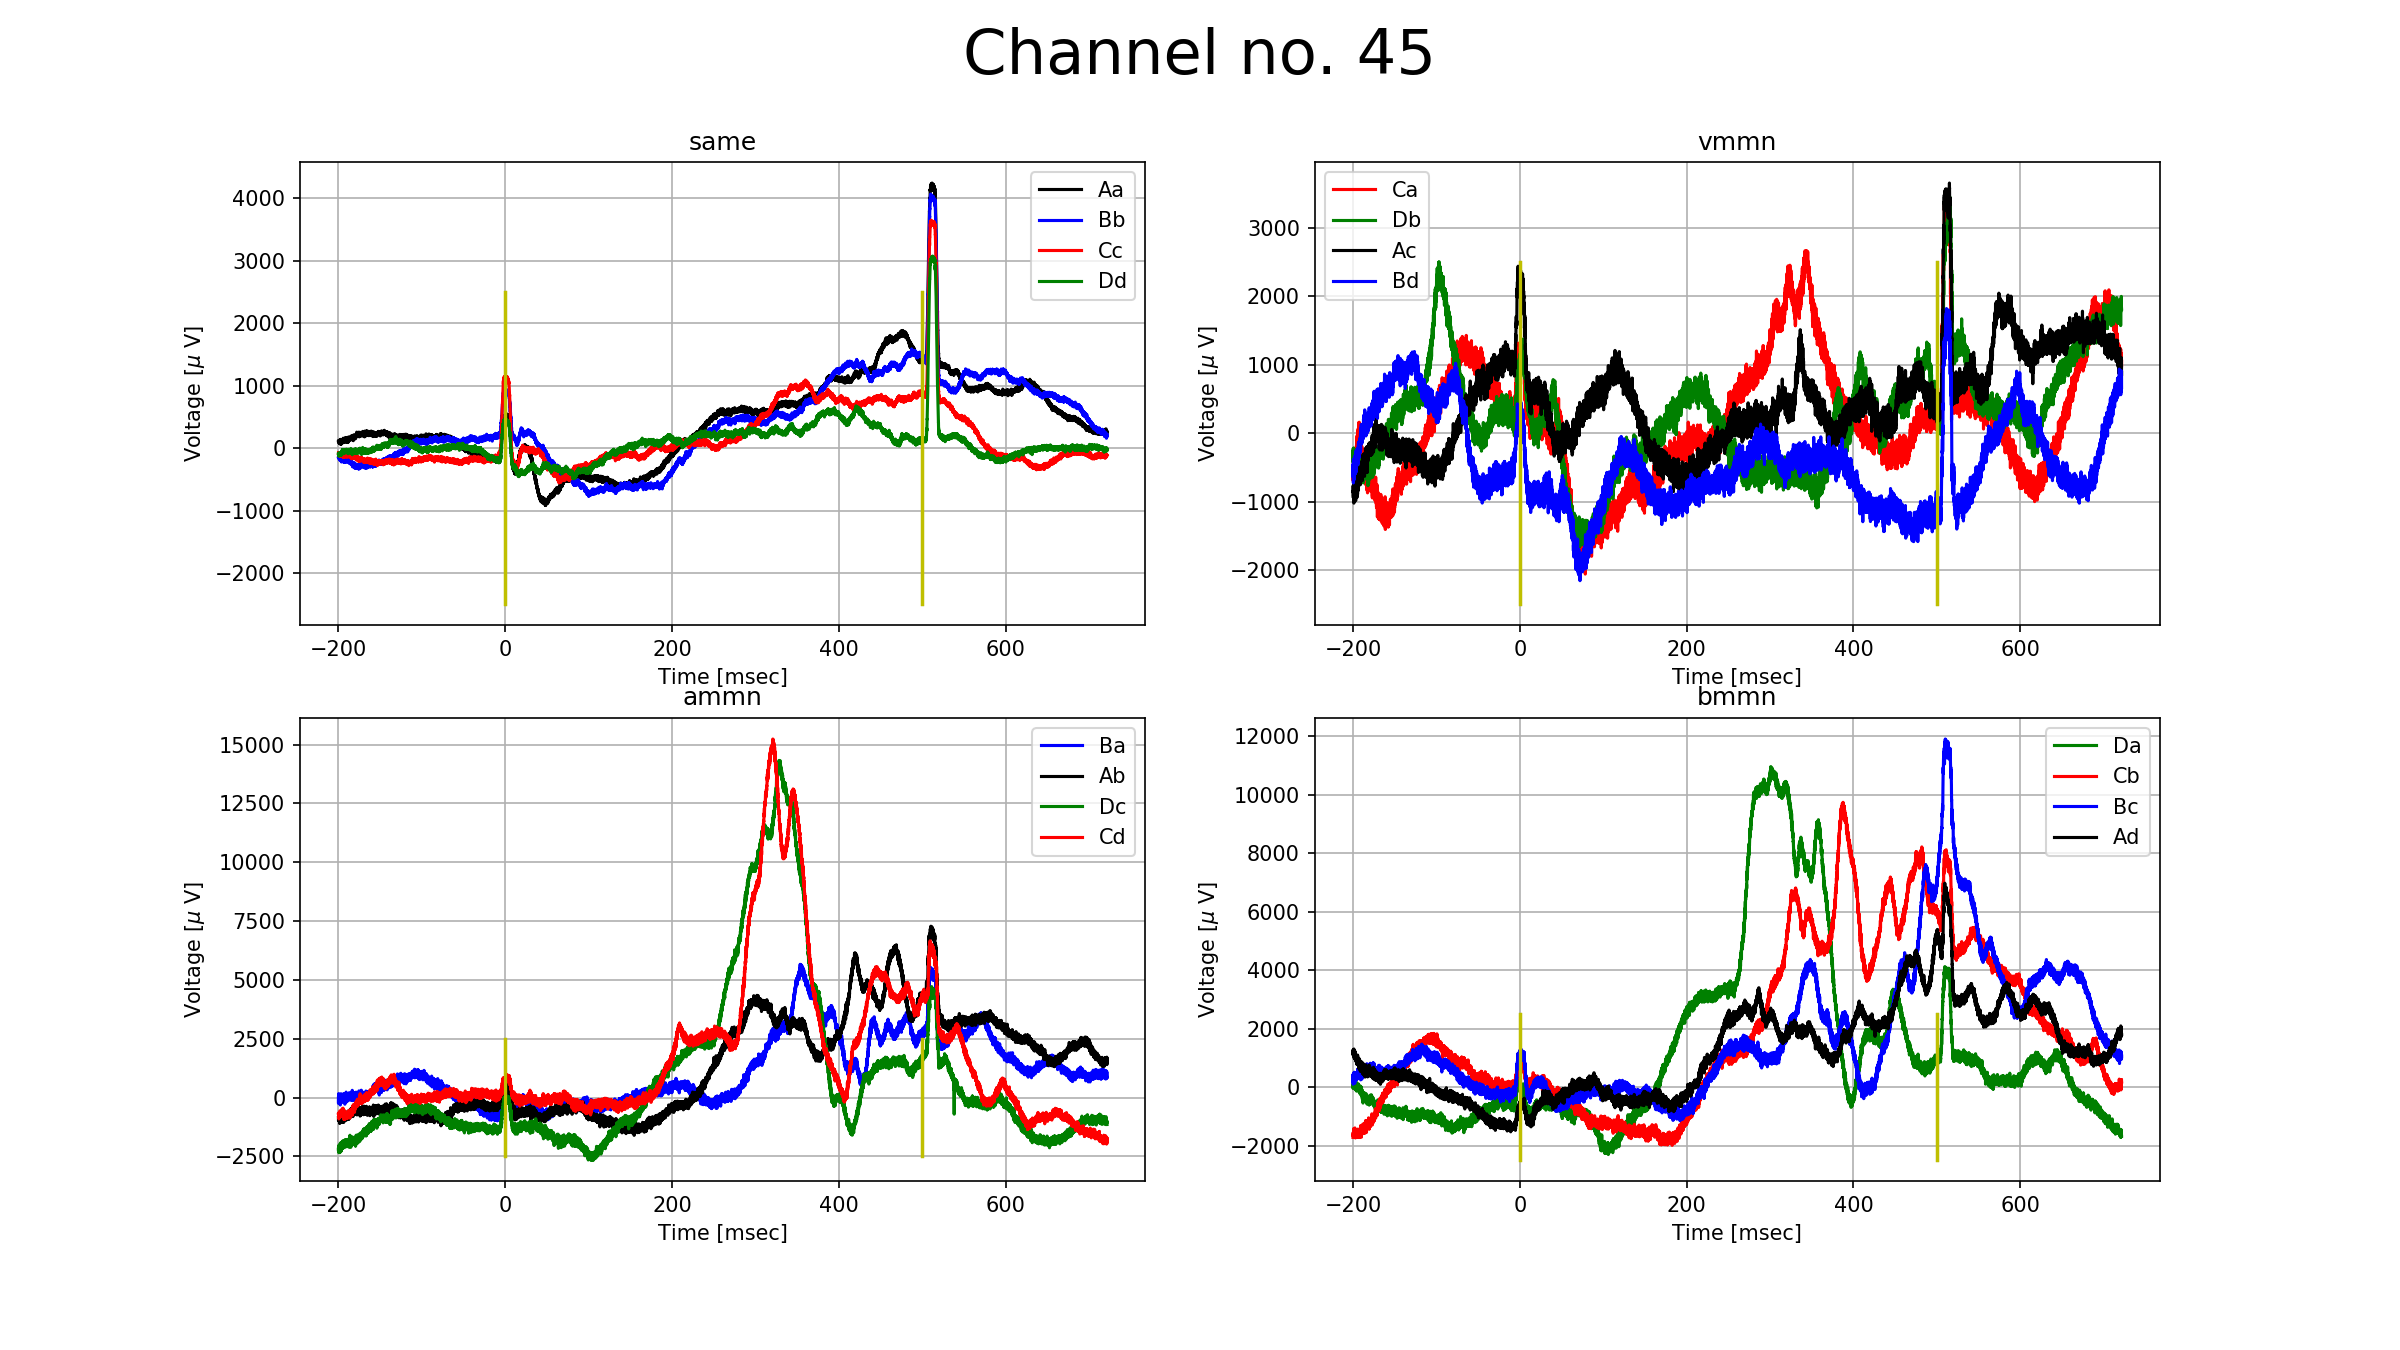 Channel no. 45
same
4000
3000
2000
1000
0
−1000
−2000
Voltage [μ V]
Aa
Bb
Cc
Dd
−200 0 200 400 600
Time [msec]
vmmn
3000
2000
1000
0
−1000
−2000
Voltage [μ V]
Ca
Db
Ac
Bd
−200 0 200 400 600
Time [msec]
ammn
15000
12500
10000
7500
5000
2500
0
−2500
Voltage [μ V]
Ba
Ab
Dc
Cd
−200 0 200 400 600
Time [msec]
bmmn
12000
10000
8000
6000
4000
2000
0
−2000
Voltage [μ V]
Da
Cb
Bc
Ad
−200 0 200 400 600
Time [msec]